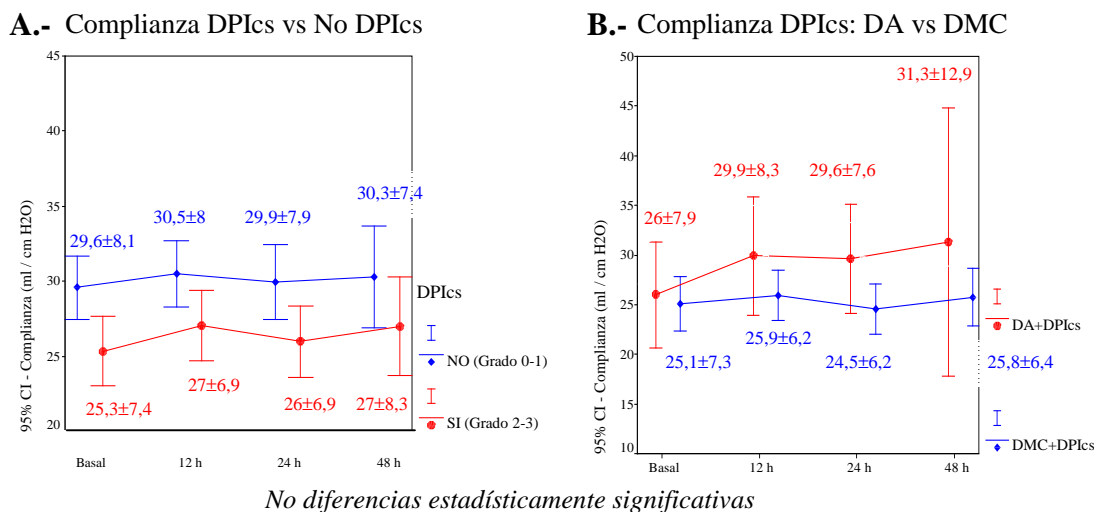 A.- Complianza DPIcs vs No DPIcs
95% CI - Complianza (ml / cm H2O)
45
40
35
30
25
20
29,6±8,1
30,5±8
29,9±7,9
30,3±7,4
25,3±7,4
27±6,9
26±6,9
27±8,3
Basal
12 h
24 h
48 h
DPIcs
NO (Grado 0-1)
SI (Grado 2-3)
B.- Complianza DPIcs: DA vs DMC
95% CI - Complianza (ml / cm H2O)
50
45
40
35
30
25
20
15
10
26±7,9
29,9±8,3
29,6±7,6
31,3±12,9
25,1±7,3
25,9±6,2
24,5±6,2
25,8±6,4
Basal
12 h
24 h
48 h
DA+DPIcs
DMC+DPIcs
No diferencias estadísticamente significativas